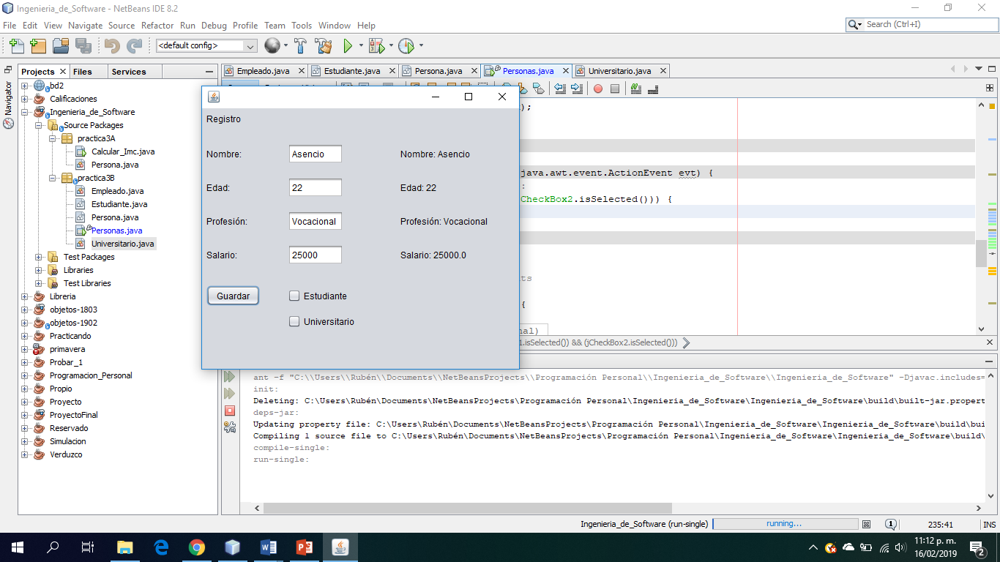 Ingenieria_de_Software - NetBeans IDE 8.2
File Edit View Navigate Source Refactor Run Debug Profile Team Tools Window Help
Search (Ctrl+I)
<default config>
Projects Files Services
Empleado.java Estudiante.java Persona.java Personas.java Universitario.java
Navigator
bd2
Calificaciones
Ingenieria_de_Software
Source Packages
practica3A
Calcular_Imc.java
Persona.java
practica3B
Empleado.java
Estudiante.java
Persona.java
Personas.java
Universitario.java
Test Packages
Libraries
Test Libraries
Libreria
objetos-1803
objetos-1902
Practicando
primavera
Probar_1
Programacion_Personal
Propio
Proyecto
ProyectoFinal
Reservado
Simulacion
Verduzco
Registro
Nombre: Asencio Nombre: Asencio
Edad: 22 Edad: 22
Profesión: Vocacional Profesión: Vocacional
Salario: 25000 Salario: 25000.0
Guardar Estudiante
Universitario
);
java.awt.event.ActionEvent evt) {
:
CheckBox2.isSelected())) {
ts
{
nal)
1.isSelected()) && (jCheckBox2.isSelected()))
ant -f "C:\\Users\\Rubén\\Documents\\NetBeansProjects\\Programación Personal\\Ingenieria_de_Software\\Ingenieria_de_Software" -Djavac.includes=
init:
Deleting: C:\Users\Rubén\Documents\NetBeansProjects\Programación Personal\Ingenieria_de_Software\Ingenieria_de_Software\build\built-jar.propert
deps-jar:
Updating property file: C:\Users\Rubén\Documents\NetBeansProjects\Programación Personal\Ingenieria_de_Software\Ingenieria_de_Software\build\bui
Compiling 1 source file to C:\Users\Rubén\Documents\NetBeansProjects\Programación Personal\Ingenieria_de_Software\Ingenieria_de_Software\build\
compile-single:
run-single:
Ingenieria_de_Software (run-single) running... 1 235:41 INS
11:12 p. m.
16/02/2019
2